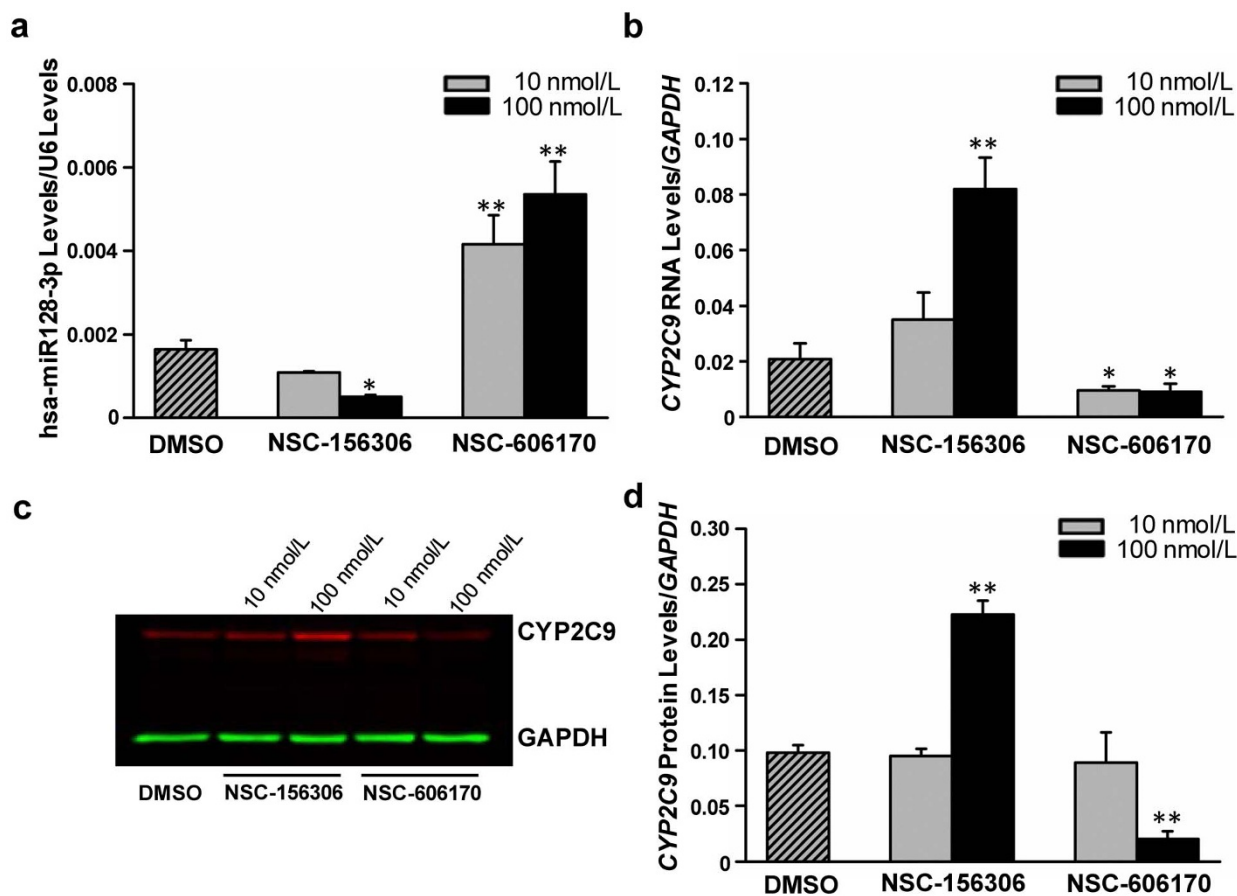 a
hsa-miR128-3p Levels/U6 Levels
0.008
0.006
0.004
0.002
0
10 nmol/L
100 nmol/L
*
**
**
DMSO
NSC-156306
NSC-606170
b
CYP2C9 RNA Levels/GAPDH
0.12
0.10
0.08
0.06
0.04
0.02
0
10 nmol/L
100 nmol/L
**
*
*
DMSO
NSC-156306
NSC-606170
c
10 nmol/L
100 nmol/L
10 nmol/L
100 nmol/L
CYP2C9
GAPDH
DMSO
NSC-156306
NSC-606170
d
CYP2C9 Protein Levels/GAPDH
0.30
0.25
0.20
0.15
0.10
0.05
0
10 nmol/L
100 nmol/L
**
**
DMSO
NSC-156306
NSC-606170